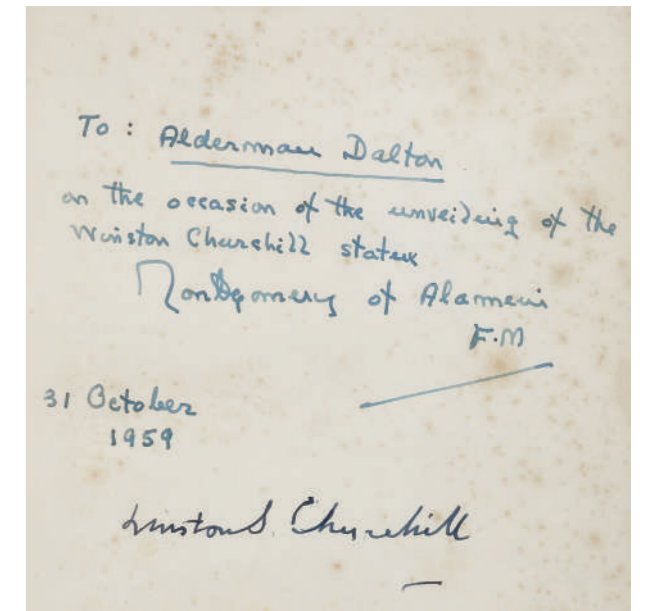 To : Alderman Dalton
on the occasion of the unveiling of the
Winston Churchill statue
Montgomery of Alamein
F.M
31 October
1959
Winston S. Churchill